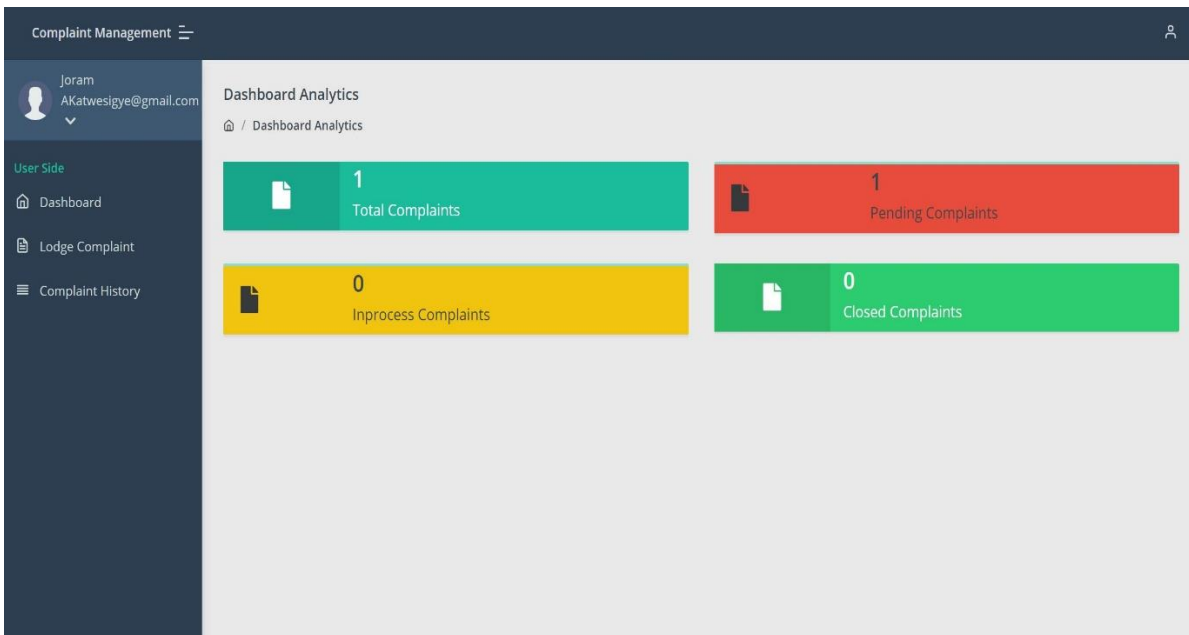 Complaint Management
Joram
AKatwesigye@gmail.com
User Side
Dashboard
Lodge Complaint
Complaint History
Dashboard Analytics
/ Dashboard Analytics
1
Total Complaints
1
Pending Complaints
0
Inprocess Complaints
0
Closed Complaints